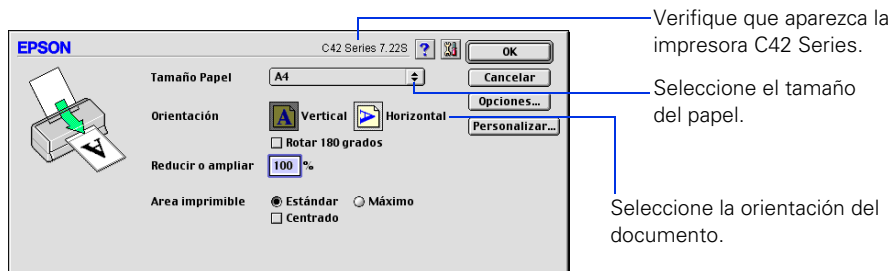 Verifique que aparezca la
impresora C42 Series.
EPSON
C42 Series 7.22S
?
OK
Tamaño Papel
A4
Cancelar
Seleccione el tamaño
del papel.
Opciones...
Orientación
A
Vertical
A
Horizontal
Personalizar...
Rotar 180 grados
A
Reducir o ampliar
100 %
Area imprimible
Estándar
Máximo
Centrado
Seleccione la orientación del
documento.